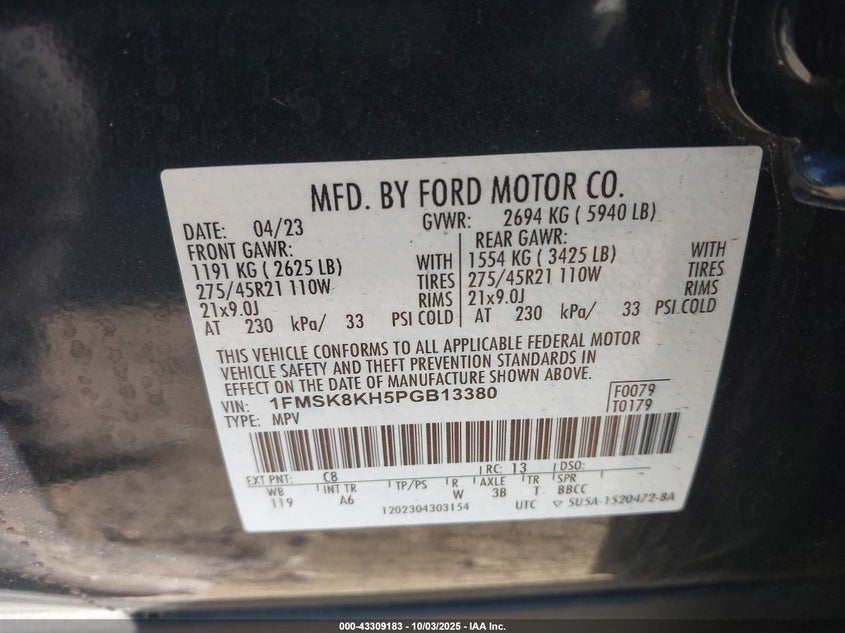 MFD. BY FORD MOTOR CO.
DATE: 04/23 GVWR: 2694 KG ( 5940 LB)
FRONT GAWR: REAR GAWR:
1191 KG ( 2625 LB) WITH 1554 KG ( 3425 LB) WITH
275/45R21 110W TIRES 275/45R21 110W TIRES
21x9.0J RIMS 21x9.0J RIMS
AT 230 kPa/ 33 PSI COLD AT 230 kPa/ 33 PSI COLD
THIS VEHICLE CONFORMS TO ALL APPLICABLE FEDERAL MOTOR
VEHICLE SAFETY AND THEFT PREVENTION STANDARDS IN
EFFECT ON THE DATE OF MANUFACTURE SHOWN ABOVE.
VIN: 1FMSK8KH5PGB13380 F0079
TYPE: MPV T0179
EXT PNT: C8 RC: 13 DSO:
WB INT TR TP/PS R AXLE TR SPR
119 A6 W 3B T BBCC
1202304303154 UTC ▽ 5U5A-1520472-BA
000-43309183 - 10/03/2025 - IAA Inc.